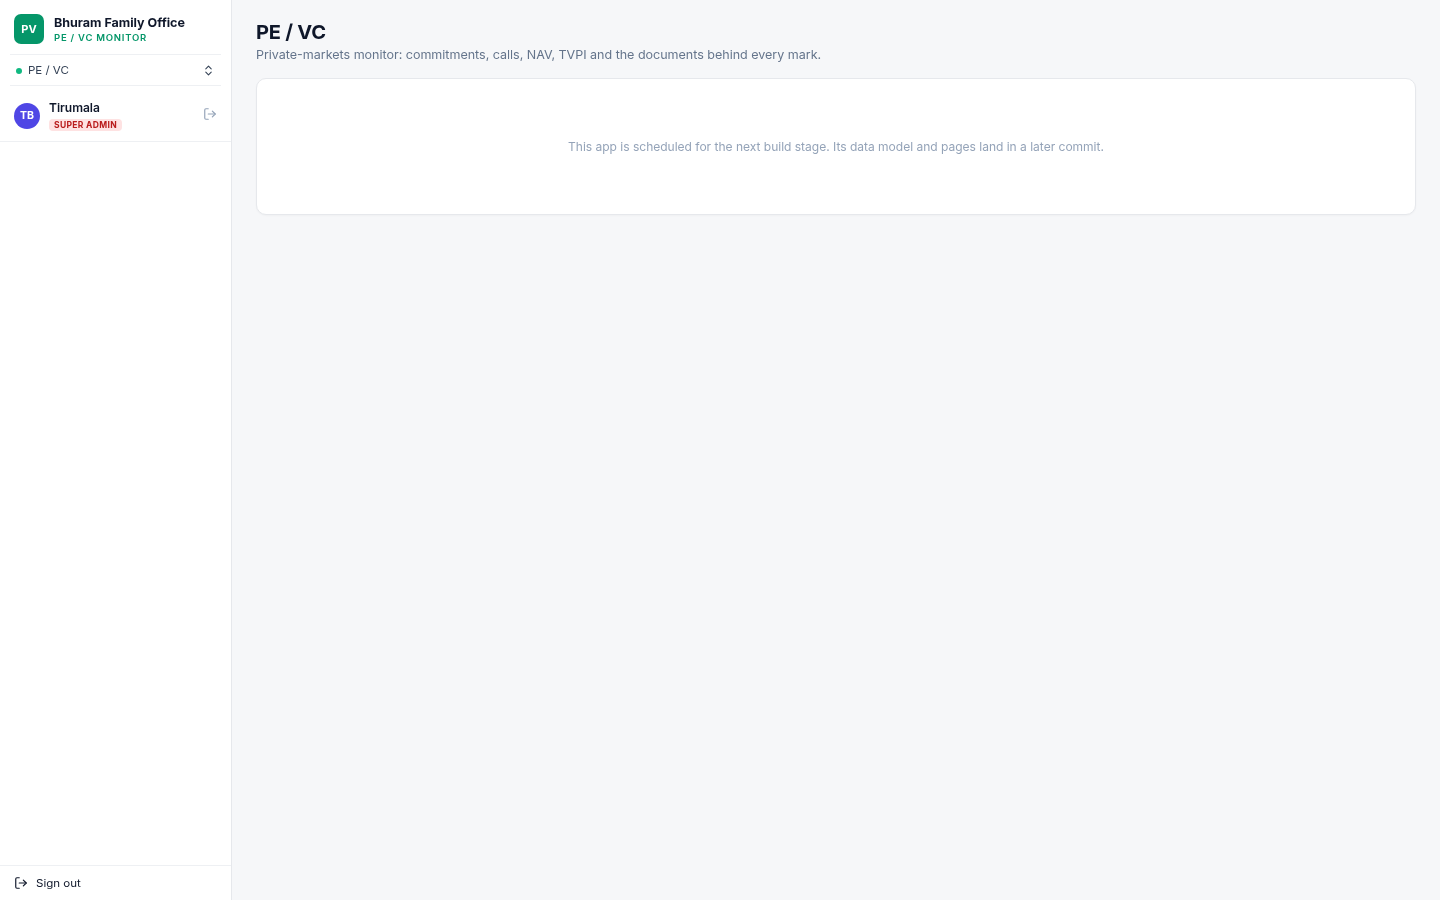 PV
Bhuram Family Office
PE / VC MONITOR
PE / VC
TB
Tirumala
SUPER ADMIN
Sign out
PE / VC
Private-markets monitor: commitments, calls, NAV, TVPI and the documents behind every mark.
This app is scheduled for the next build stage. Its data model and pages land in a later commit.